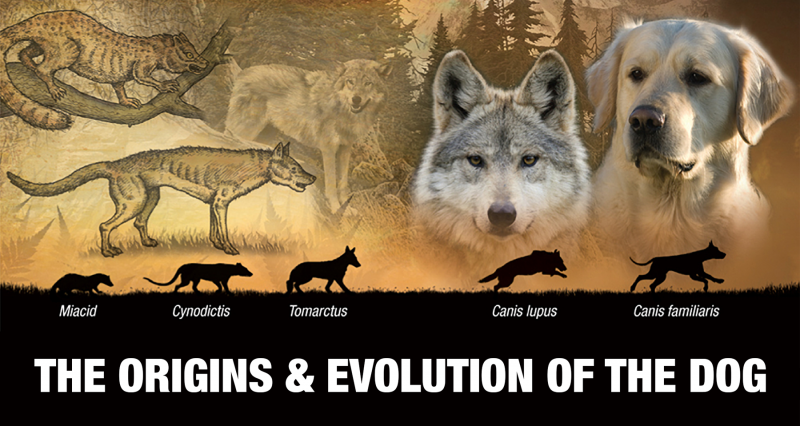 Miacid Cynodictis Tomarctus Canis lupus Canis familiaris
THE ORIGINS & EVOLUTION OF THE DOG